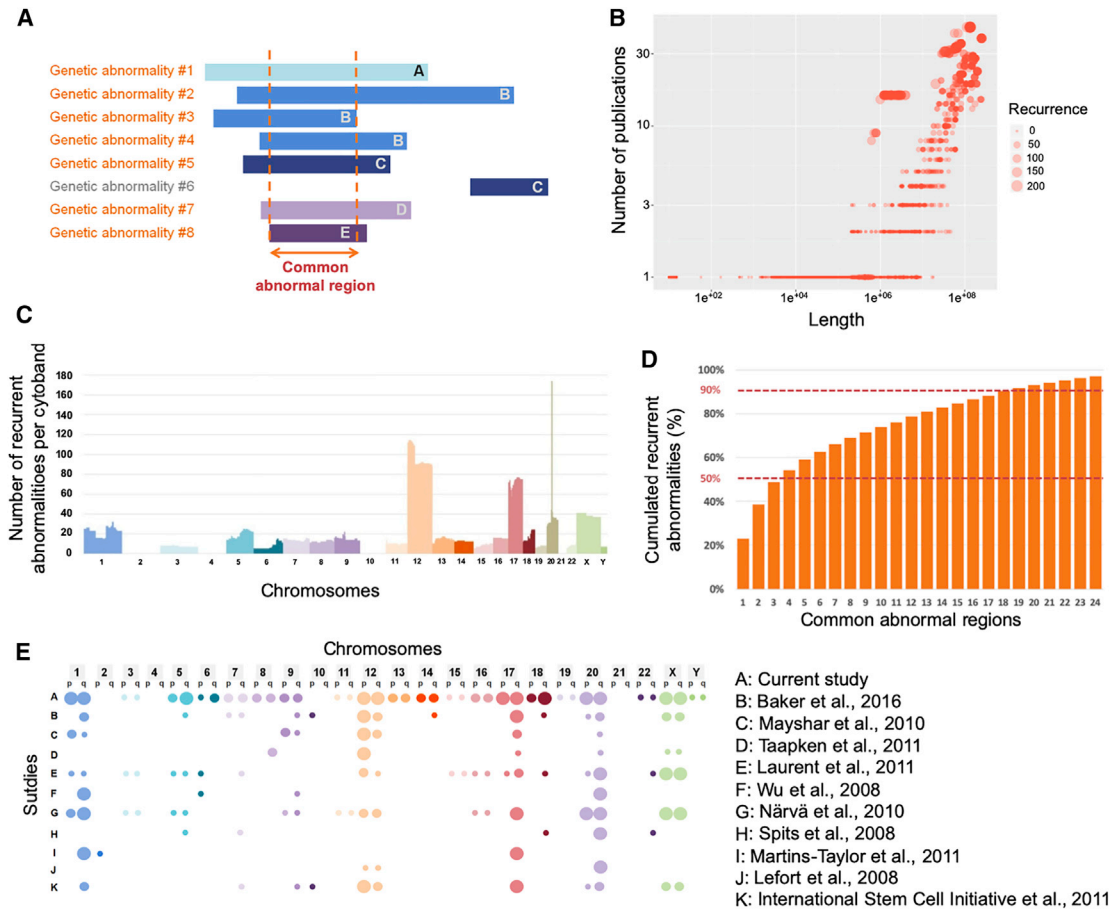 A
Genetic abnormality #1
A
Genetic abnormality #2
B
Genetic abnormality #3
B
Genetic abnormality #4
B
Genetic abnormality #5
C
Genetic abnormality #6
C
Genetic abnormality #7
D
Genetic abnormality #8
E
Common
abnormal region
B
Number of publications
30
10
3
1
1e+02 1e+04 1e+06 1e+08
Length
Recurrence
0
50
100
150
200
C
Number of recurrent
abnormalitioes per cytoband
180
160
140
120
100
80
60
40
20
0
1 2 3 4 5 6 7 8 9 10 11 12 13 14 15 16 17 18 19 20 21 22 X Y
Chromosomes
D
Cumulated recurrent
abnormalities (%)
100%
90%
80%
60%
50%
40%
20%
0%
1 2 3 4 5 6 7 8 9 10 11 12 13 14 15 16 17 18 19 20 21 22 23 24
Common abnormal regions
E
Chromosomes
1 2 3 4 5 6 7 8 9 10 11 12 13 14 15 16 17 18 19 20 21 22 X Y
p q p q p q p q p q p q p q p q p q p q p q p q p q p q p q p q p q p q p q p q p q p q p q p q
Sutdies
A
B
C
D
E
F
G
H
I
J
K
A: Current study
B: Baker et al., 2016
C: Mayshar et al., 2010
D: Taapken et al., 2011
E: Laurent et al., 2011
F: Wu et al., 2008
G: Närvä et al., 2010
H: Spits et al., 2008
I: Martins-Taylor et al., 2011
J: Lefort et al., 2008
K: International Stem Cell Initiative et al., 2011